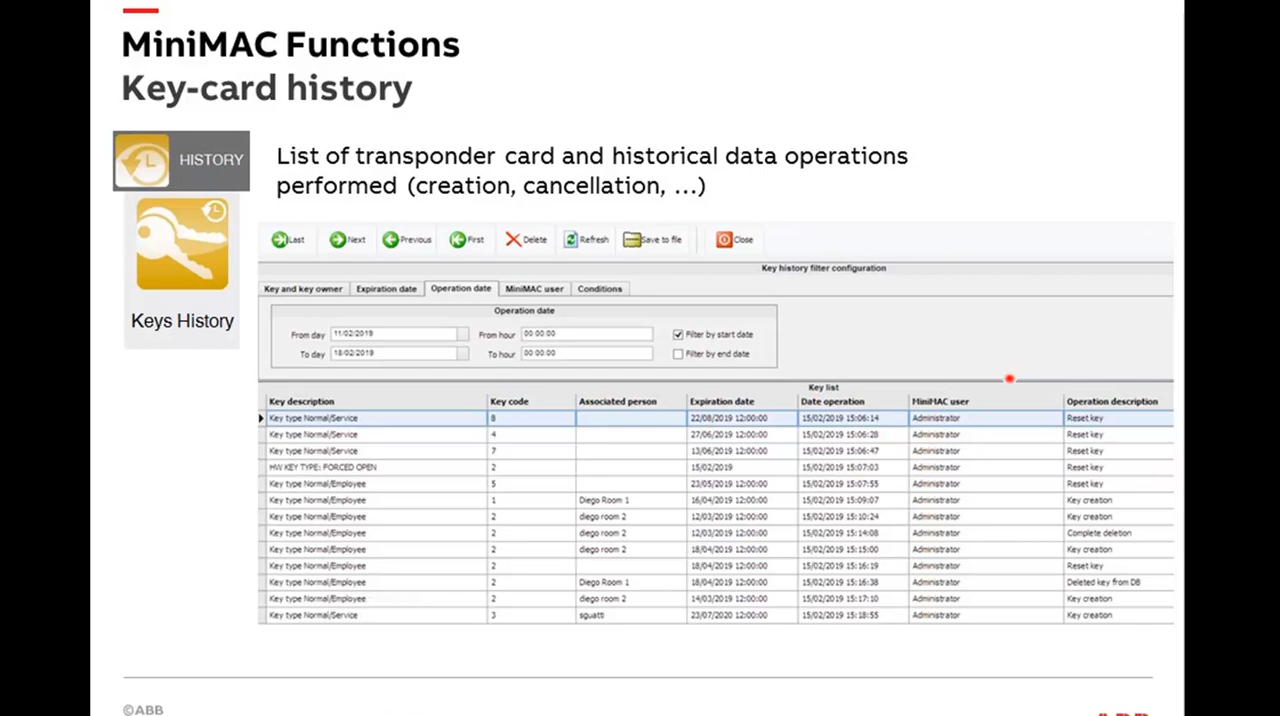 MiniMAC Functions
Key-card history
HISTORY
List of transponder card and historical data operations
performed (creation, cancellation, ...)
Keys History
Last Next Previous First Delete Refresh Save to file Close
Key history filter configuration
Key and key owner Expiration date Operation date MiniMAC user Conditions
Operation date
From day 11/02/2019 From hour 00:00:00 Filter by start date
To day 18/02/2019 To hour 00:00:00 Filter by end date
Key list
Key description Key code Associated person Expiration date Date operation MiniMAC user Operation description
Key type Normal/Service 8 22/08/2019 12:00:00 15/02/2019 15:06:14 Administrator Reset key
Key type Normal/Service 4 27/06/2019 12:00:00 15/02/2019 15:06:28 Administrator Reset key
Key type Normal/Service 7 13/06/2019 12:00:00 15/02/2019 15:06:47 Administrator Reset key
HW KEY TYPE: FORCED OPEN 2 15/02/2019 15/02/2019 15:07:03 Administrator Reset key
Key type Normal/Employee 5 23/05/2019 12:00:00 15/02/2019 15:07:55 Administrator Reset key
Key type Normal/Employee 1 Diego Room 1 16/04/2019 12:00:00 15/02/2019 15:09:07 Administrator Key creation
Key type Normal/Employee 2 diego room 2 12/03/2019 12:00:00 15/02/2019 15:10:24 Administrator Key creation
Key type Normal/Employee 2 diego room 2 12/03/2019 12:00:00 15/02/2019 15:14:08 Administrator Complete deletion
Key type Normal/Employee 2 diego room 2 18/04/2019 12:00:00 15/02/2019 15:15:00 Administrator Key creation
Key type Normal/Employee 2 18/04/2019 12:00:00 15/02/2019 15:16:19 Administrator Reset key
Key type Normal/Employee 2 Diego Room 1 18/04/2019 12:00:00 15/02/2019 15:16:38 Administrator Deleted key from DB
Key type Normal/Employee 2 diego room 2 14/03/2019 12:00:00 15/02/2019 15:17:10 Administrator Key creation
Key type Normal/Service 3 sguatti 23/07/2020 12:00:00 15/02/2019 15:18:55 Administrator Key creation
©ABB
ABB